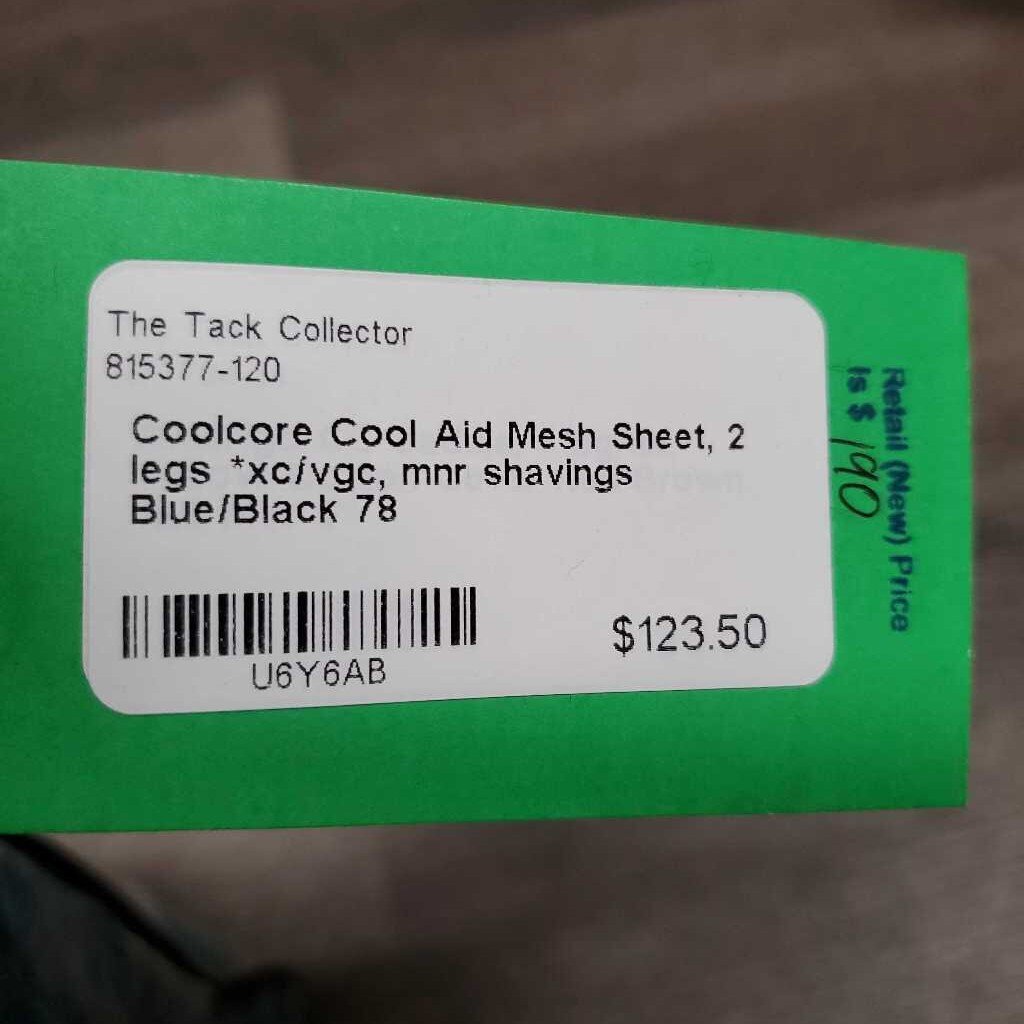 The Tack Collector
815377-120
Coolcore Cool Aid Mesh Sheet, 2
legs *xc/vgc, mnr shavings
Blue/Black 78
U6Y6AB
$123.50
Retail (New) Price
Is $ 190